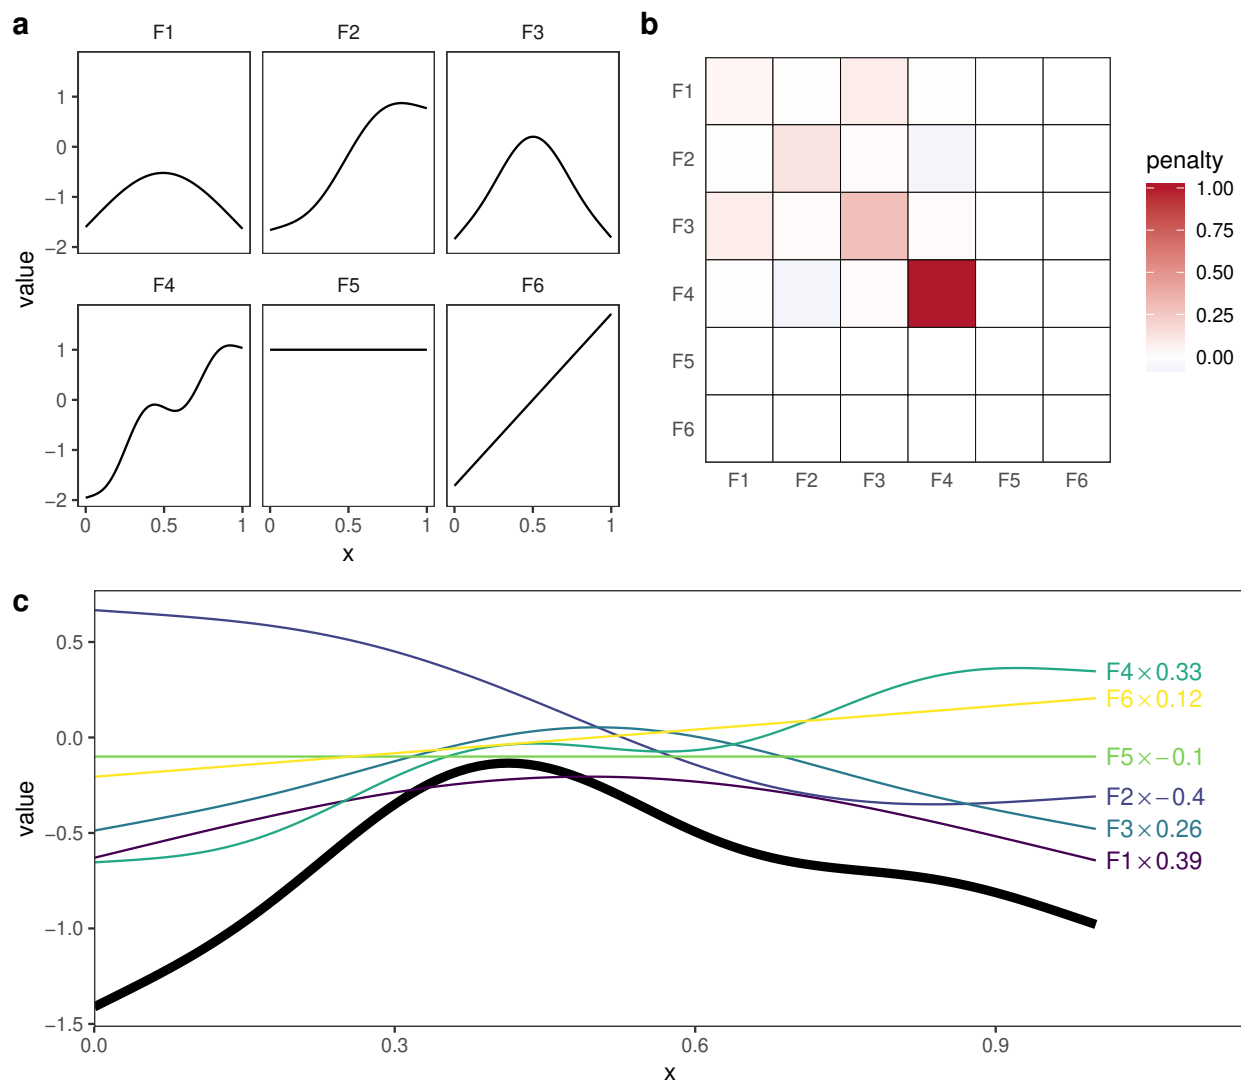 a
F1 F2 F3
1
0
−1
−2
value
F4 F5 F6
1
0
−1
−2
0 0.5 1 0 0.5 1 0 0.5 1
x
b
F1
F2
F3
F4
F5
F6
F1 F2 F3 F4 F5 F6
penalty
1.00
0.75
0.50
0.25
0.00
c
0.5
0.0
−0.5
−1.0
−1.5
value
F4×0.33
F6×0.12
F5×−0.1
F2×−0.4
F3×0.26
F1×0.39
0.0 0.3 0.6 0.9
x